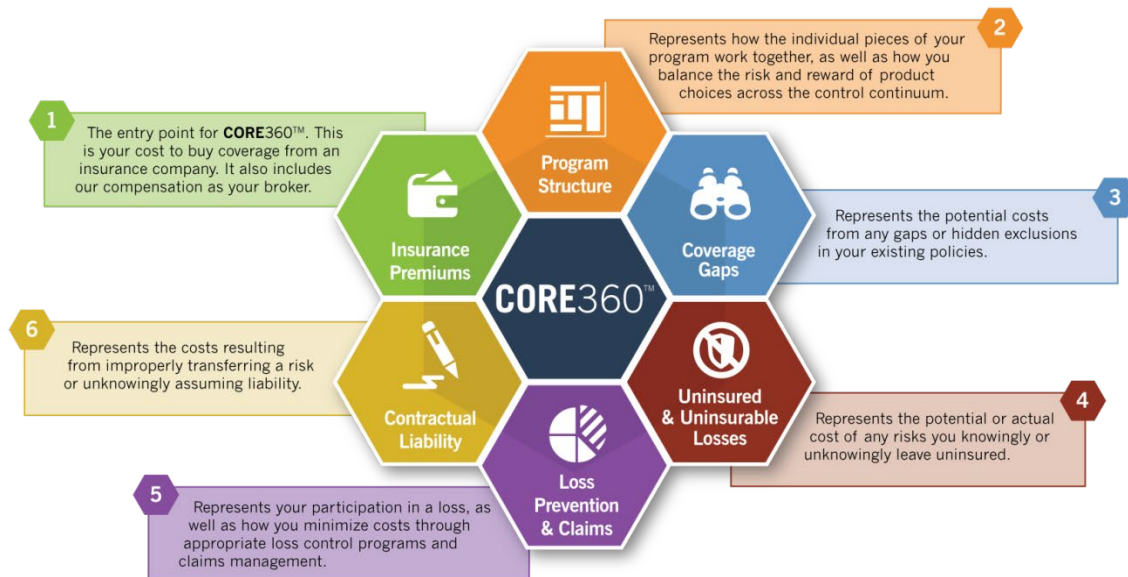 1
The entry point for CORE360™. This
is your cost to buy coverage from an
insurance company. It also includes
our compensation as your broker.
Insurance
Premiums
2
Represents how the individual pieces of your
program work together, as well as how you
balance the risk and reward of product
choices across the control continuum.
Program
Structure
3
Represents the potential costs
from any gaps or hidden exclusions
in your existing policies.
Coverage
Gaps
CORE360™
4
Represents the potential or actual
cost of any risks you knowingly or
unknowingly leave uninsured.
Uninsured
& Uninsurable
Losses
5
Represents your participation in a loss, as
well as how you minimize costs through
appropriate loss control programs and
claims management.
Loss
Prevention
& Claims
6
Represents the costs resulting
from improperly transferring a risk
or unknowingly assuming liability.
Contractual
Liability